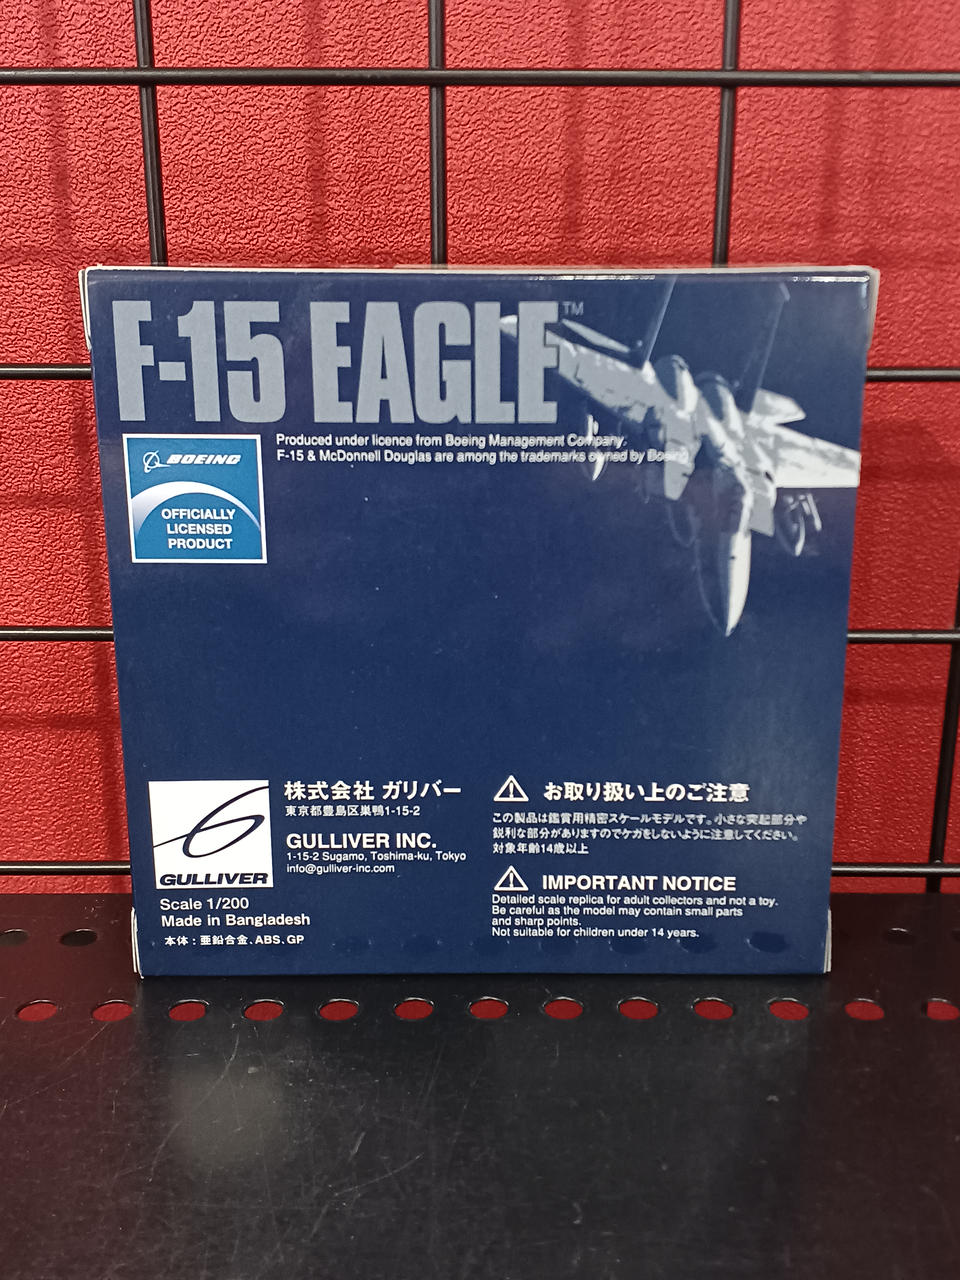 F-15 EAGLE™
Produced under licence from Boeing Management Company.
F-15 & McDonnell Douglas are among the trademarks owned by Boeing.
BOEING
OFFICIALLY
LICENSED
PRODUCT
GULLIVER
株式会社 ガリバー
東京都豊島区巣鴨1-15-2
GULLIVER INC.
1-15-2 Sugamo, Toshima-ku, Tokyo
info@gulliver-inc.com
Scale 1/200
Made in Bangladesh
本体：亜鉛合金、ABS、GP
お取り扱い上のご注意
この製品は鑑賞用精密スケールモデルです。小さな突起部分や
鋭利な部分がありますのでケガをしないように注意してください。
対象年齢14歳以上
IMPORTANT NOTICE
Detailed scale replica for adult collectors and not a toy.
Be careful as the model may contain small parts
and sharp points.
Not suitable for children under 14 years.